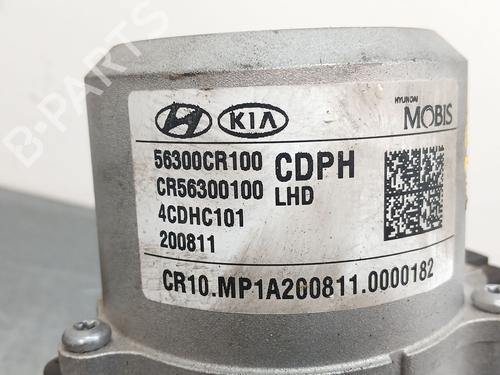 B-PARTS
KIA
HYUNDAI
MOBIS
56300CR100 CDPH
CR56300100 LHD
4CDHC101
200811
CR10.MP1A200811.0000182